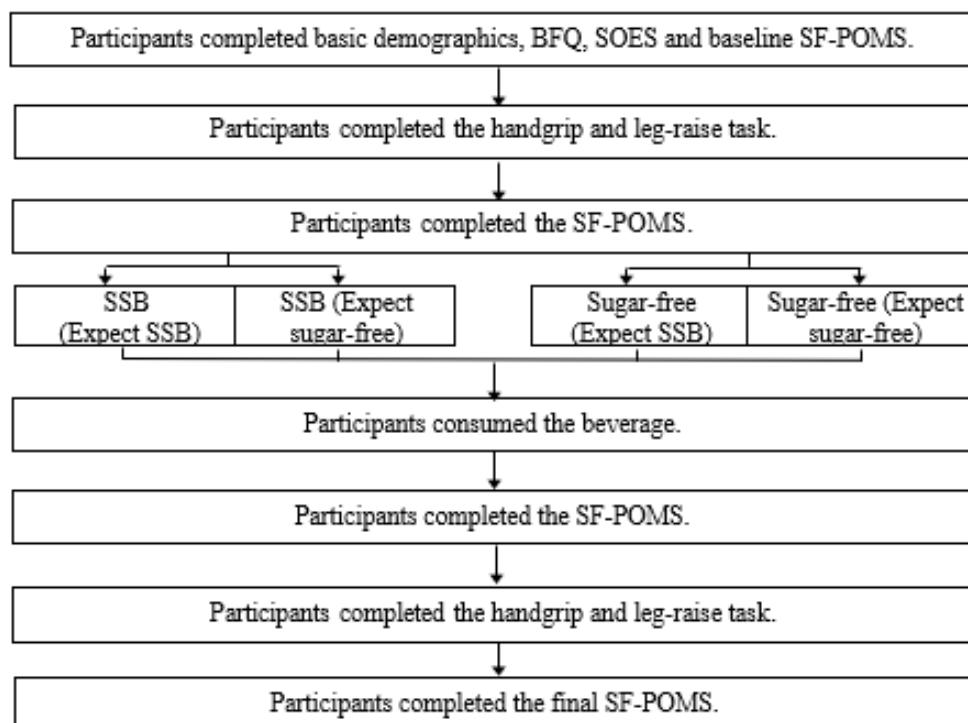 Participants completed basic demographics, BFQ, SOES and baseline SF-POMS.
Participants completed the handgrip and leg-raise task.
Participants completed the SF-POMS.
SSB
(Expect SSB)
SSB (Expect
sugar-free)
Sugar-free
(Expect SSB)
Sugar-free (Expect
sugar-free)
Participants consumed the beverage.
Participants completed the SF-POMS.
Participants completed the handgrip and leg-raise task.
Participants completed the final SF-POMS.